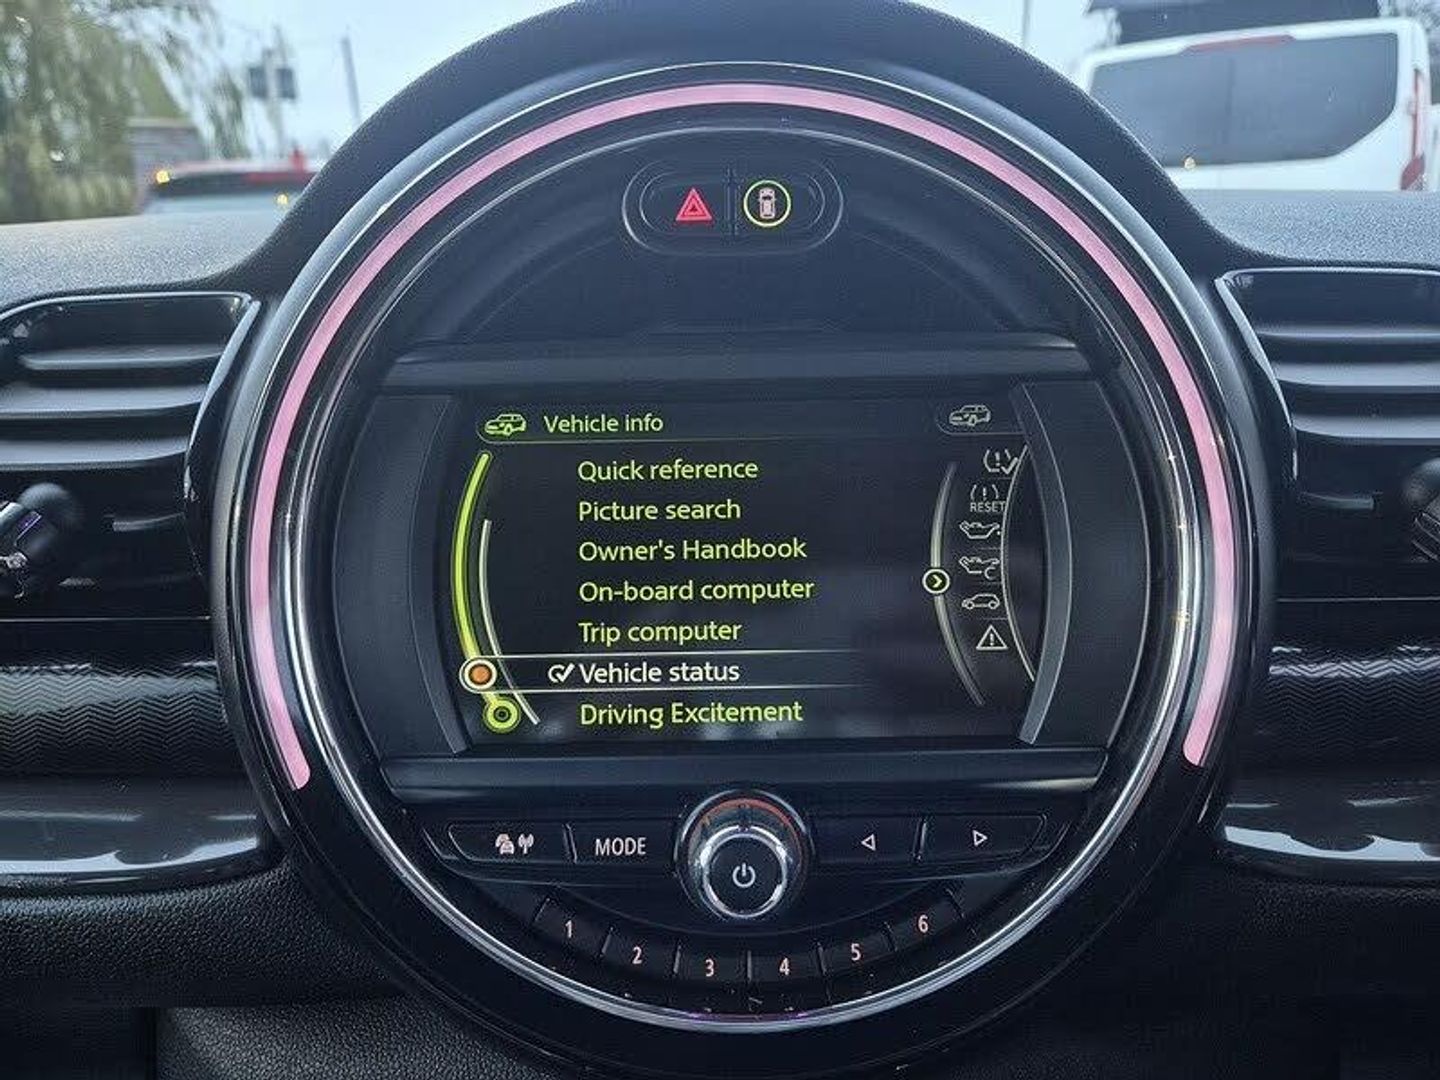 Vehicle info
Quick reference
Picture search
Owner's Handbook
On-board computer
Trip computer
Vehicle status
Driving Excitement
RESET
MODE
1 2 3 4 5 6